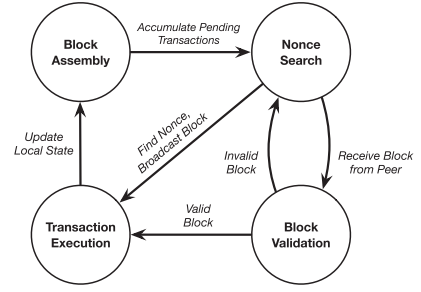 Block
Assembly
Accumulate Pending
Transactions
Nonce
Search
Update
Local State
Find Nonce,
Broadcast Block
Invalid
Block
Receive Block
from Peer
Transaction
Execution
Valid
Block
Block
Validation